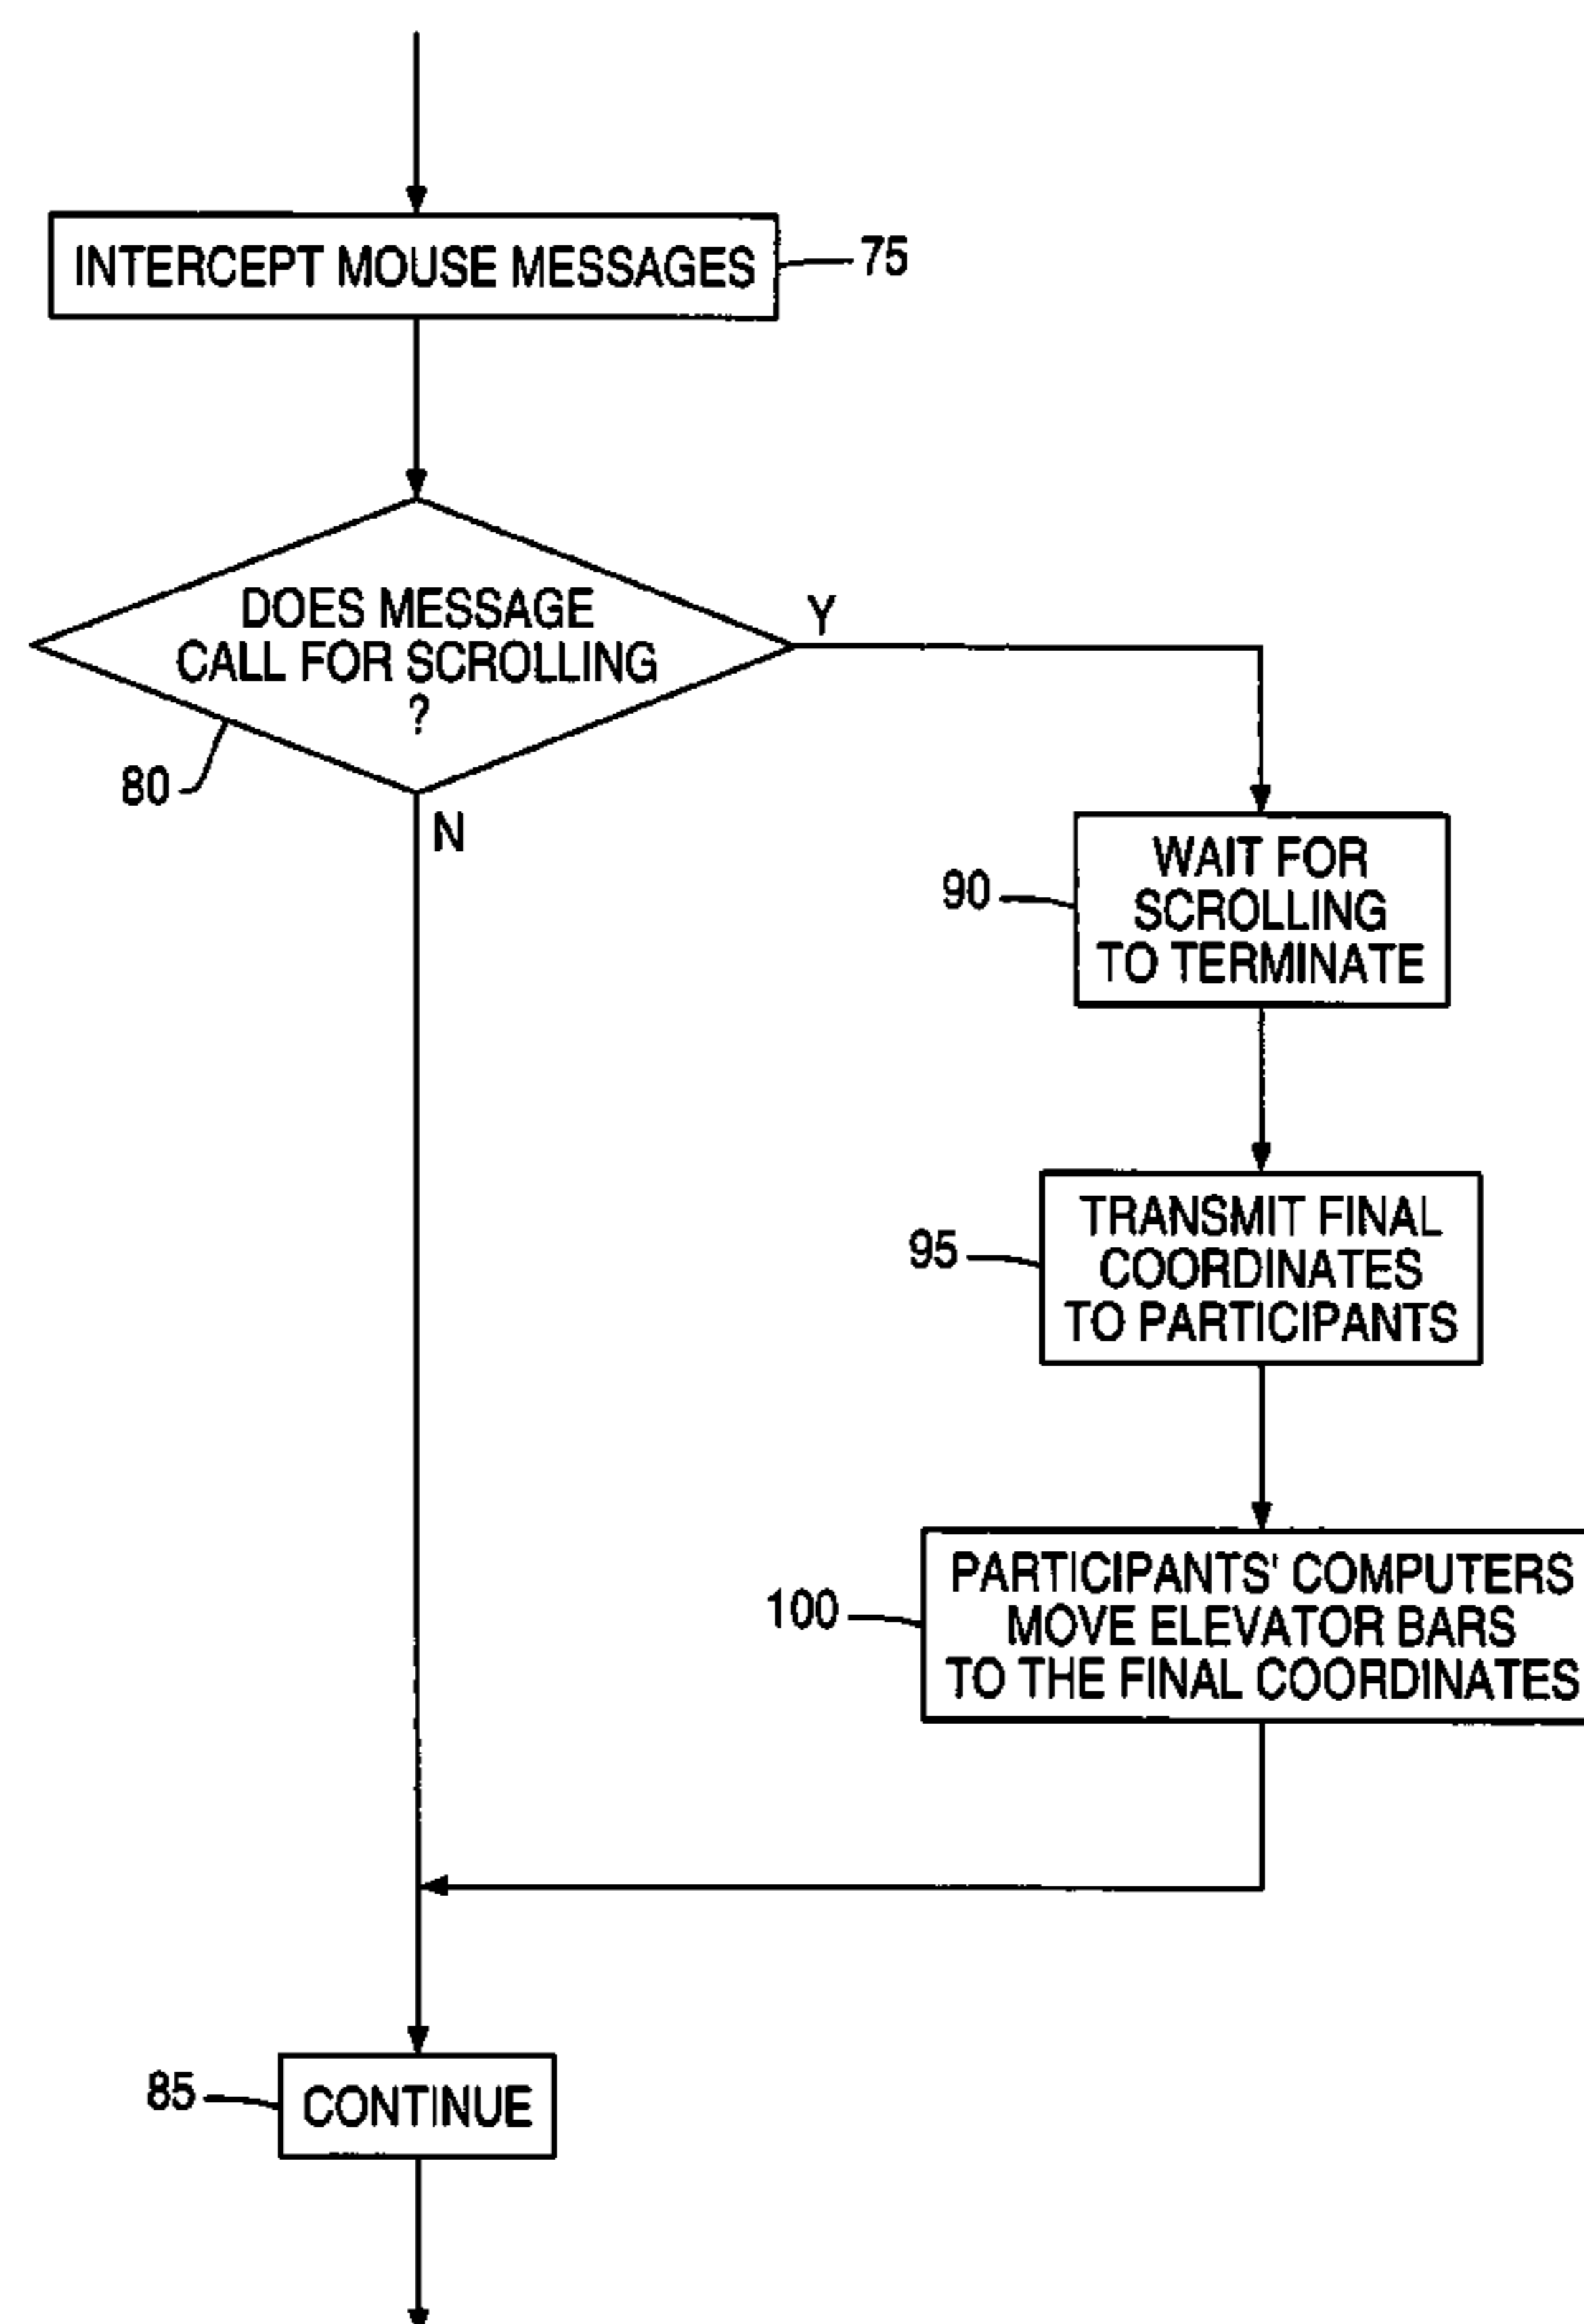 INTERCEPT MOUSE MESSAGES
75
DOES MESSAGE
CALL FOR SCROLLING
?
80
Y
N
90
WAIT FOR
SCROLLING
TO TERMINATE
95
TRANSMIT FINAL
COORDINATES
TO PARTICIPANTS
100
PARTICIPANTS' COMPUTERS
MOVE ELEVATOR BARS
TO THE FINAL COORDINATES
85
CONTINUE